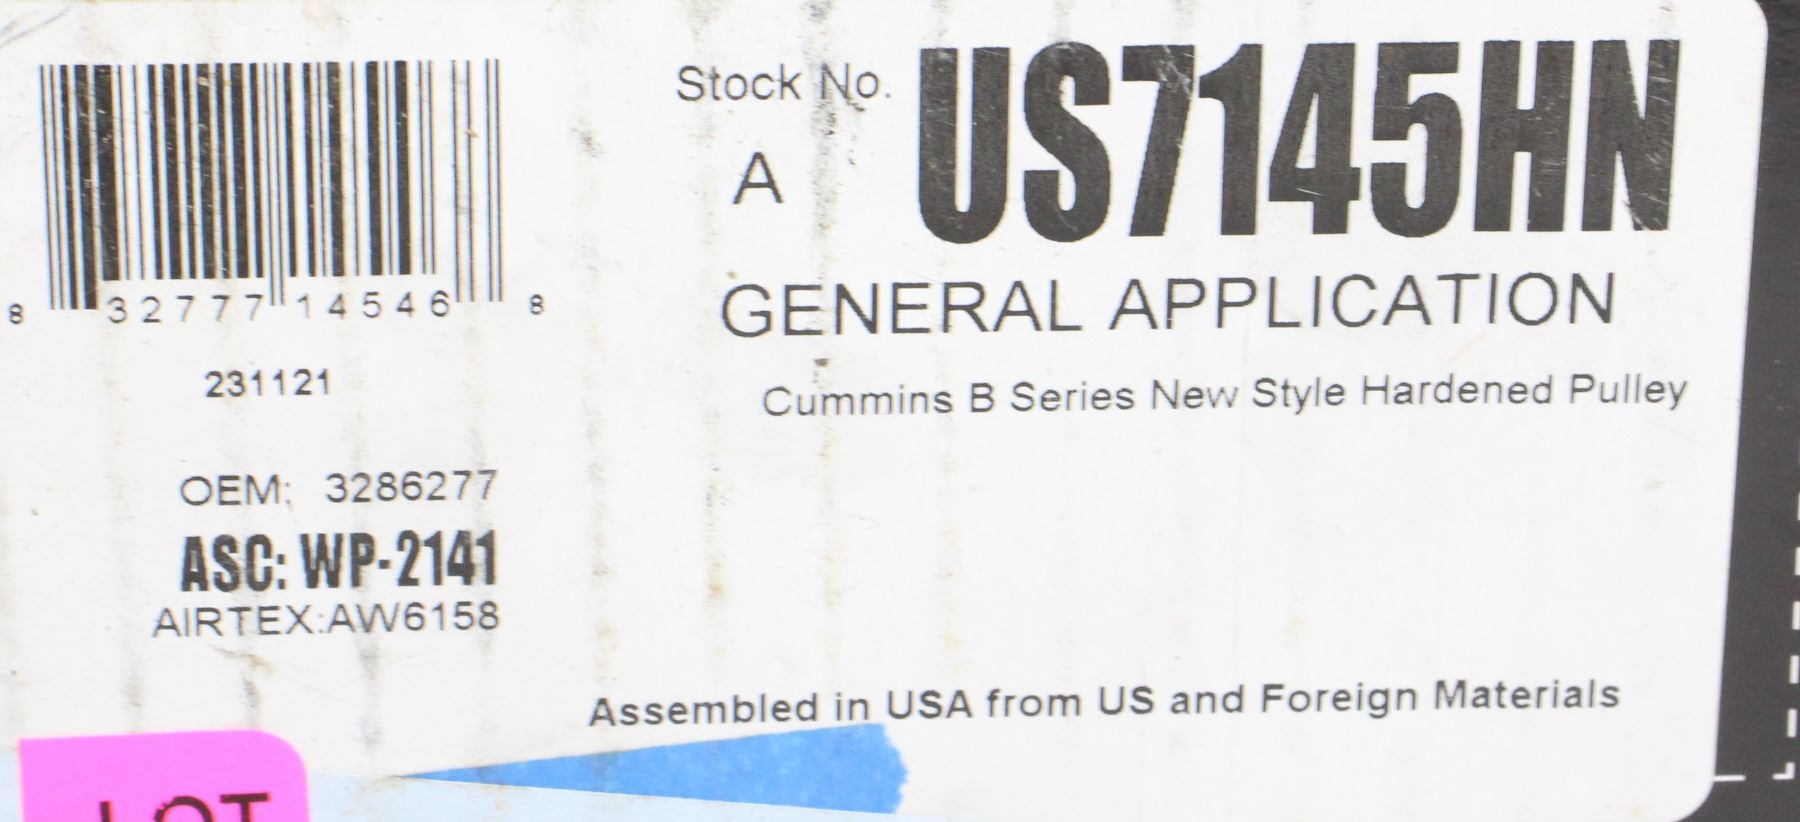 Stock No. US7145HN
A
GENERAL APPLICATION
Cummins B Series New Style Hardened Pulley
8 32777 14546 8
231121
OEM: 3286277
ASC: WP-2141
AIRTEX:AW6158
Assembled in USA from US and Foreign Materials
LOT